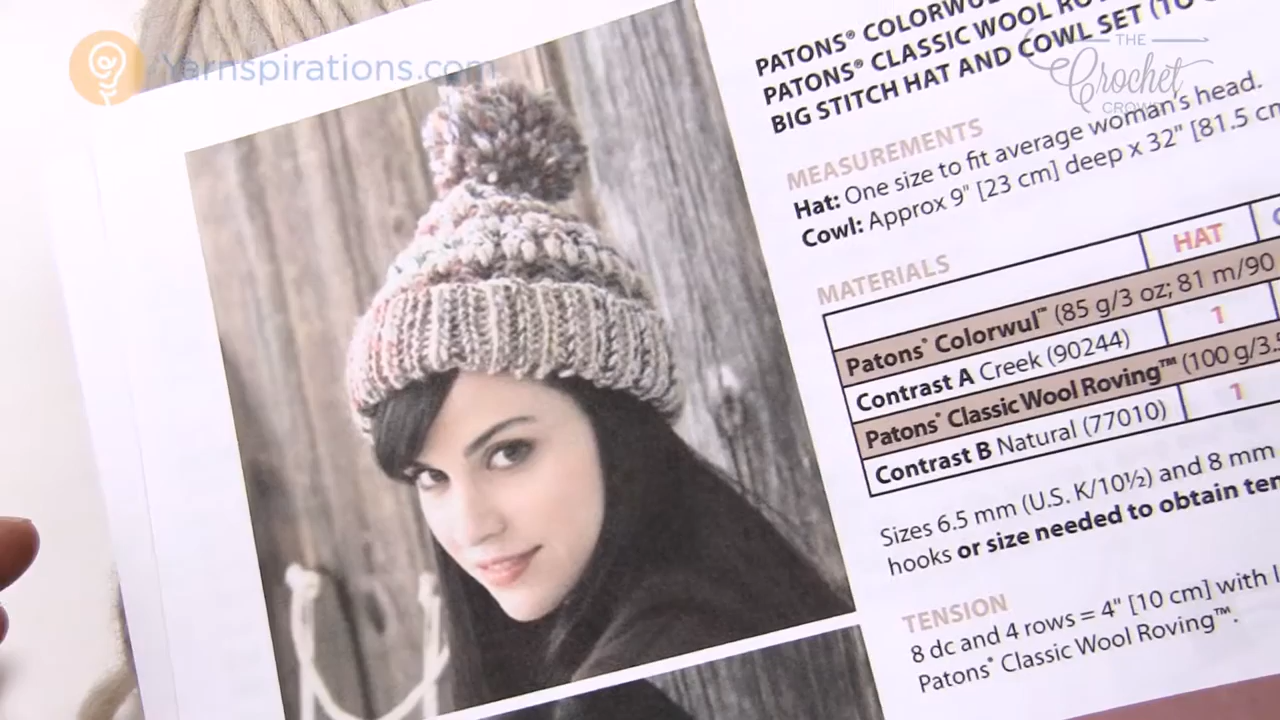 Yarnspirations.com
THE
Crochet
CROWD
PATONS® COLORWUL
PATONS® CLASSIC WOOL RO
BIG STITCH HAT AND COWL SET (TO
MEASUREMENTS
Hat: One size to fit average woman's head.
Cowl: Approx 9" [23 cm] deep x 32" [81.5 cm
MATERIALS
HAT
Patons® Colorwul™ (85 g/3 oz; 81 m/90
Contrast A Creek (90244) 1
Patons® Classic Wool Roving™ (100 g/3.5
Contrast B Natural (77010) 1
Sizes 6.5 mm (U.S. K/10½) and 8 mm
hooks or size needed to obtain ten
TENSION
8 dc and 4 rows = 4" [10 cm] with
Patons® Classic Wool Roving™.